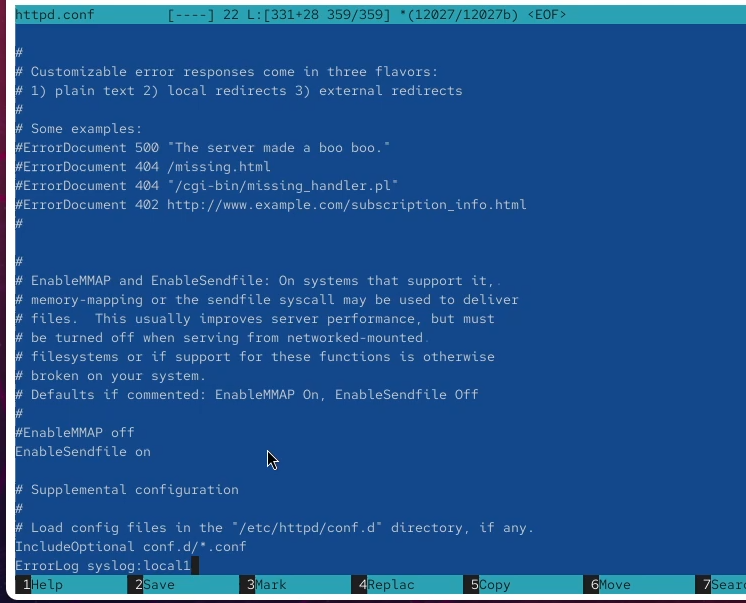 httpd.conf [----] 22 L:[331+28 359/359] *(12027/12027b) <EOF>
#
# Customizable error responses come in three flavors:
# 1) plain text 2) local redirects 3) external redirects
#
# Some examples:
#ErrorDocument 500 "The server made a boo boo."
#ErrorDocument 404 /missing.html
#ErrorDocument 404 "/cgi-bin/missing_handler.pl"
#ErrorDocument 402 http://www.example.com/subscription_info.html
#
#
# EnableMMAP and EnableSendfile: On systems that support it,.
# memory-mapping or the sendfile syscall may be used to deliver
# files.  This usually improves server performance, but must
# be turned off when serving from networked-mounted.
# filesystems or if support for these functions is otherwise
# broken on your system.
# Defaults if commented: EnableMMAP On, EnableSendfile Off
#
#EnableMMAP off
EnableSendfile on
# Supplemental configuration
#
# Load config files in the "/etc/httpd/conf.d" directory, if any.
IncludeOptional conf.d/*.conf
ErrorLog syslog:local1
1Help 2Save 3Mark 4Replac 5Copy 6Move 7Sear